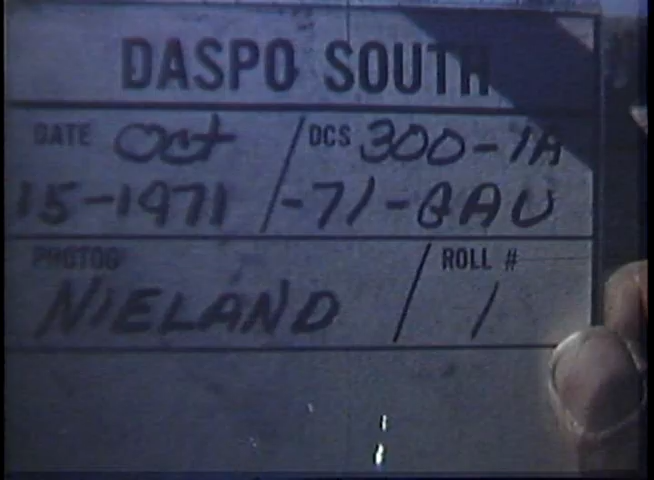 DASPO SOUTH
DATE Oct / DCS 300-1A
15-1971 / -71-GAU
PHOTOG / ROLL #
NIELAND / 1